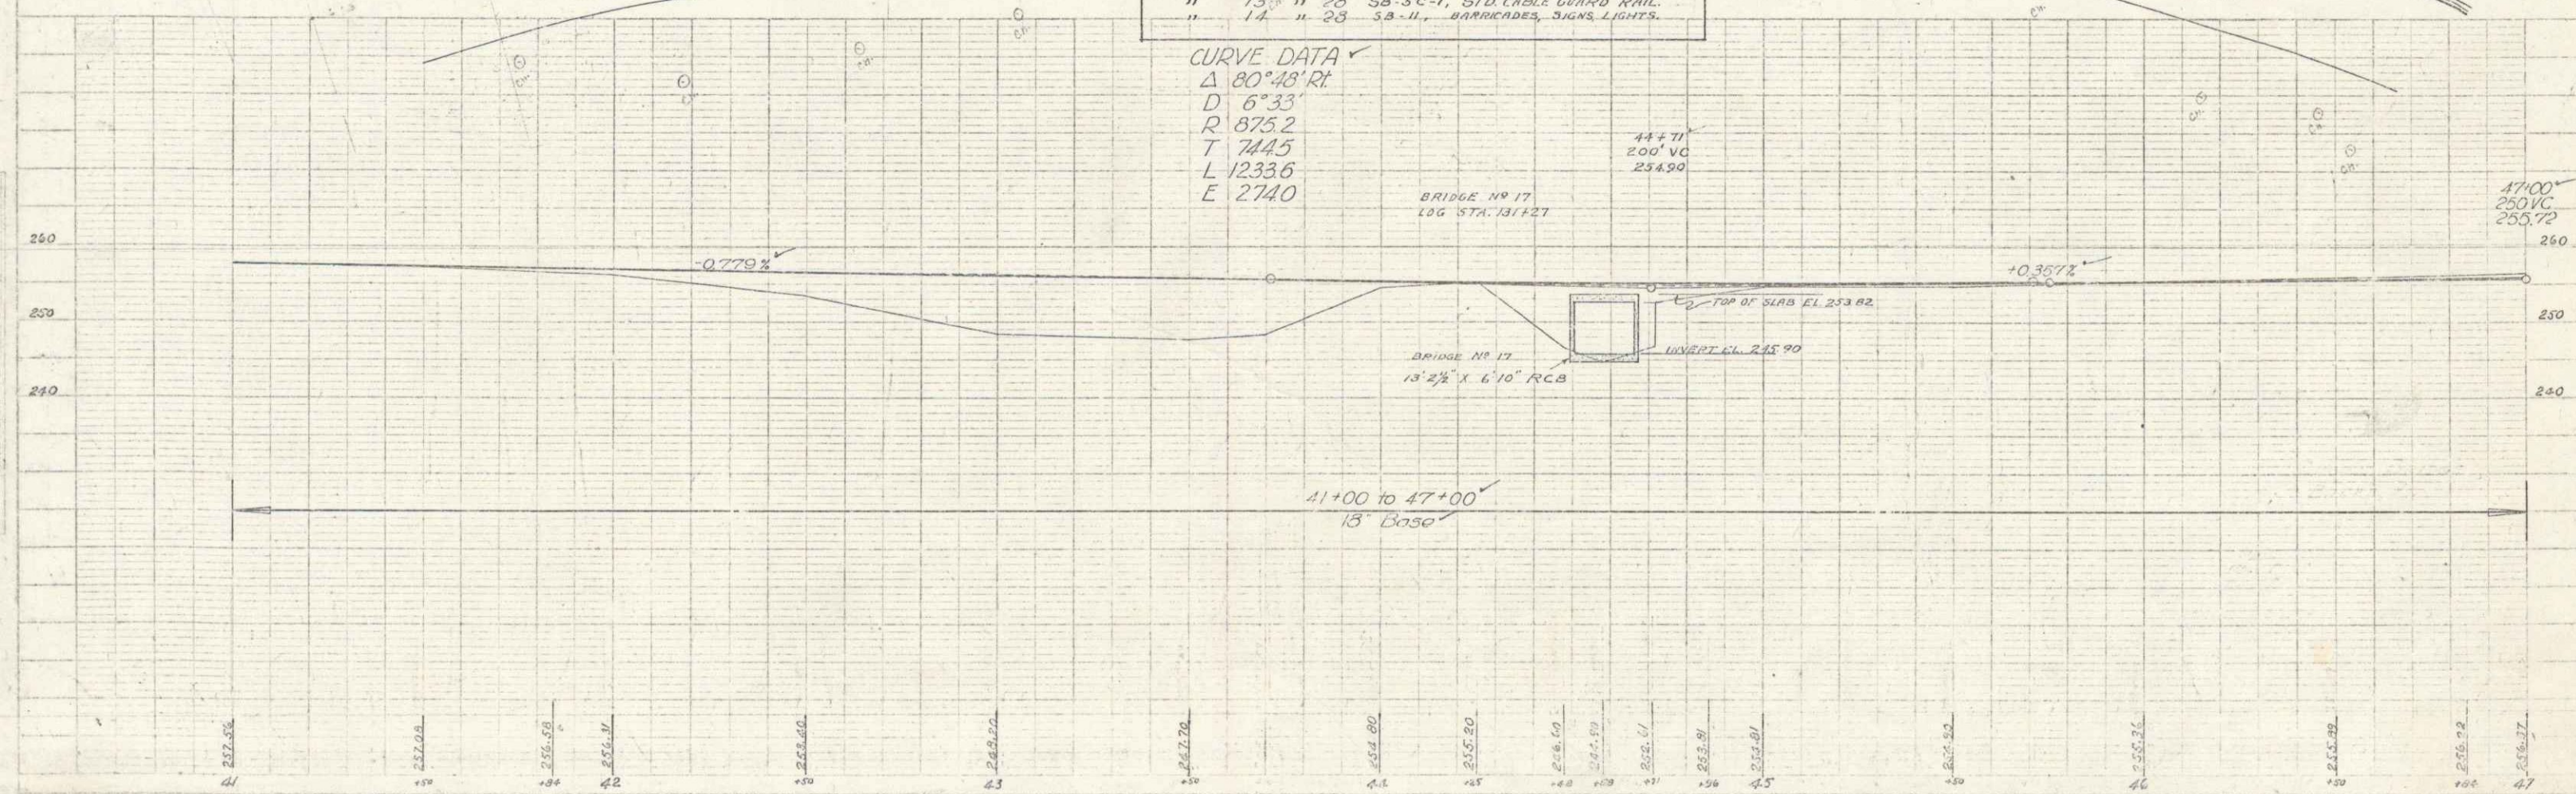 " 13 " 28 SB-SC-1, STD. CABLE GUARD RAIL.
" 14 " 28 SB-11, BARRICADES, SIGNS, LIGHTS.
CURVE DATA ✓
Δ 80°48' Rt.
D 6°33'
R 875.2
T 744.5
L 1233.6
E 274.0
44+71
200' VC
254.90
BRIDGE Nº 17
LOG STA. 131+27
47+00
250 VC
255.72
260
260
-0.779%
+0.357%
TOP OF SLAB EL 253.82
250
250
INVERT EL. 245.90
BRIDGE Nº 17
13'2½" X 6'10" RCB
240
240
41+00 to 47+00
18" Base
257.56
257.08
256.58
256.31
253.40
248.20
247.70
254.80
255.20
252.61
253.91
253.81
255.36
255.99
256.22
256.37
41
+50
+84
42
+50
43
+50
44
+25
+71
+86
45
+50
46
+50
+84
47